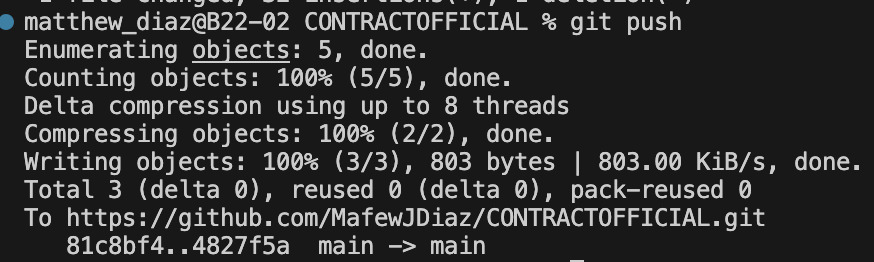 matthew_diaz@B22-02 CONTRACTOFFICIAL % git push
Enumerating objects: 5, done.
Counting objects: 100% (5/5), done.
Delta compression using up to 8 threads
Compressing objects: 100% (2/2), done.
Writing objects: 100% (3/3), 803 bytes | 803.00 KiB/s, done.
Total 3 (delta 0), reused 0 (delta 0), pack-reused 0
To https://github.com/MafewJDiaz/CONTRACTOFFICIAL.git
   81c8bf4..4827f5a  main -> main